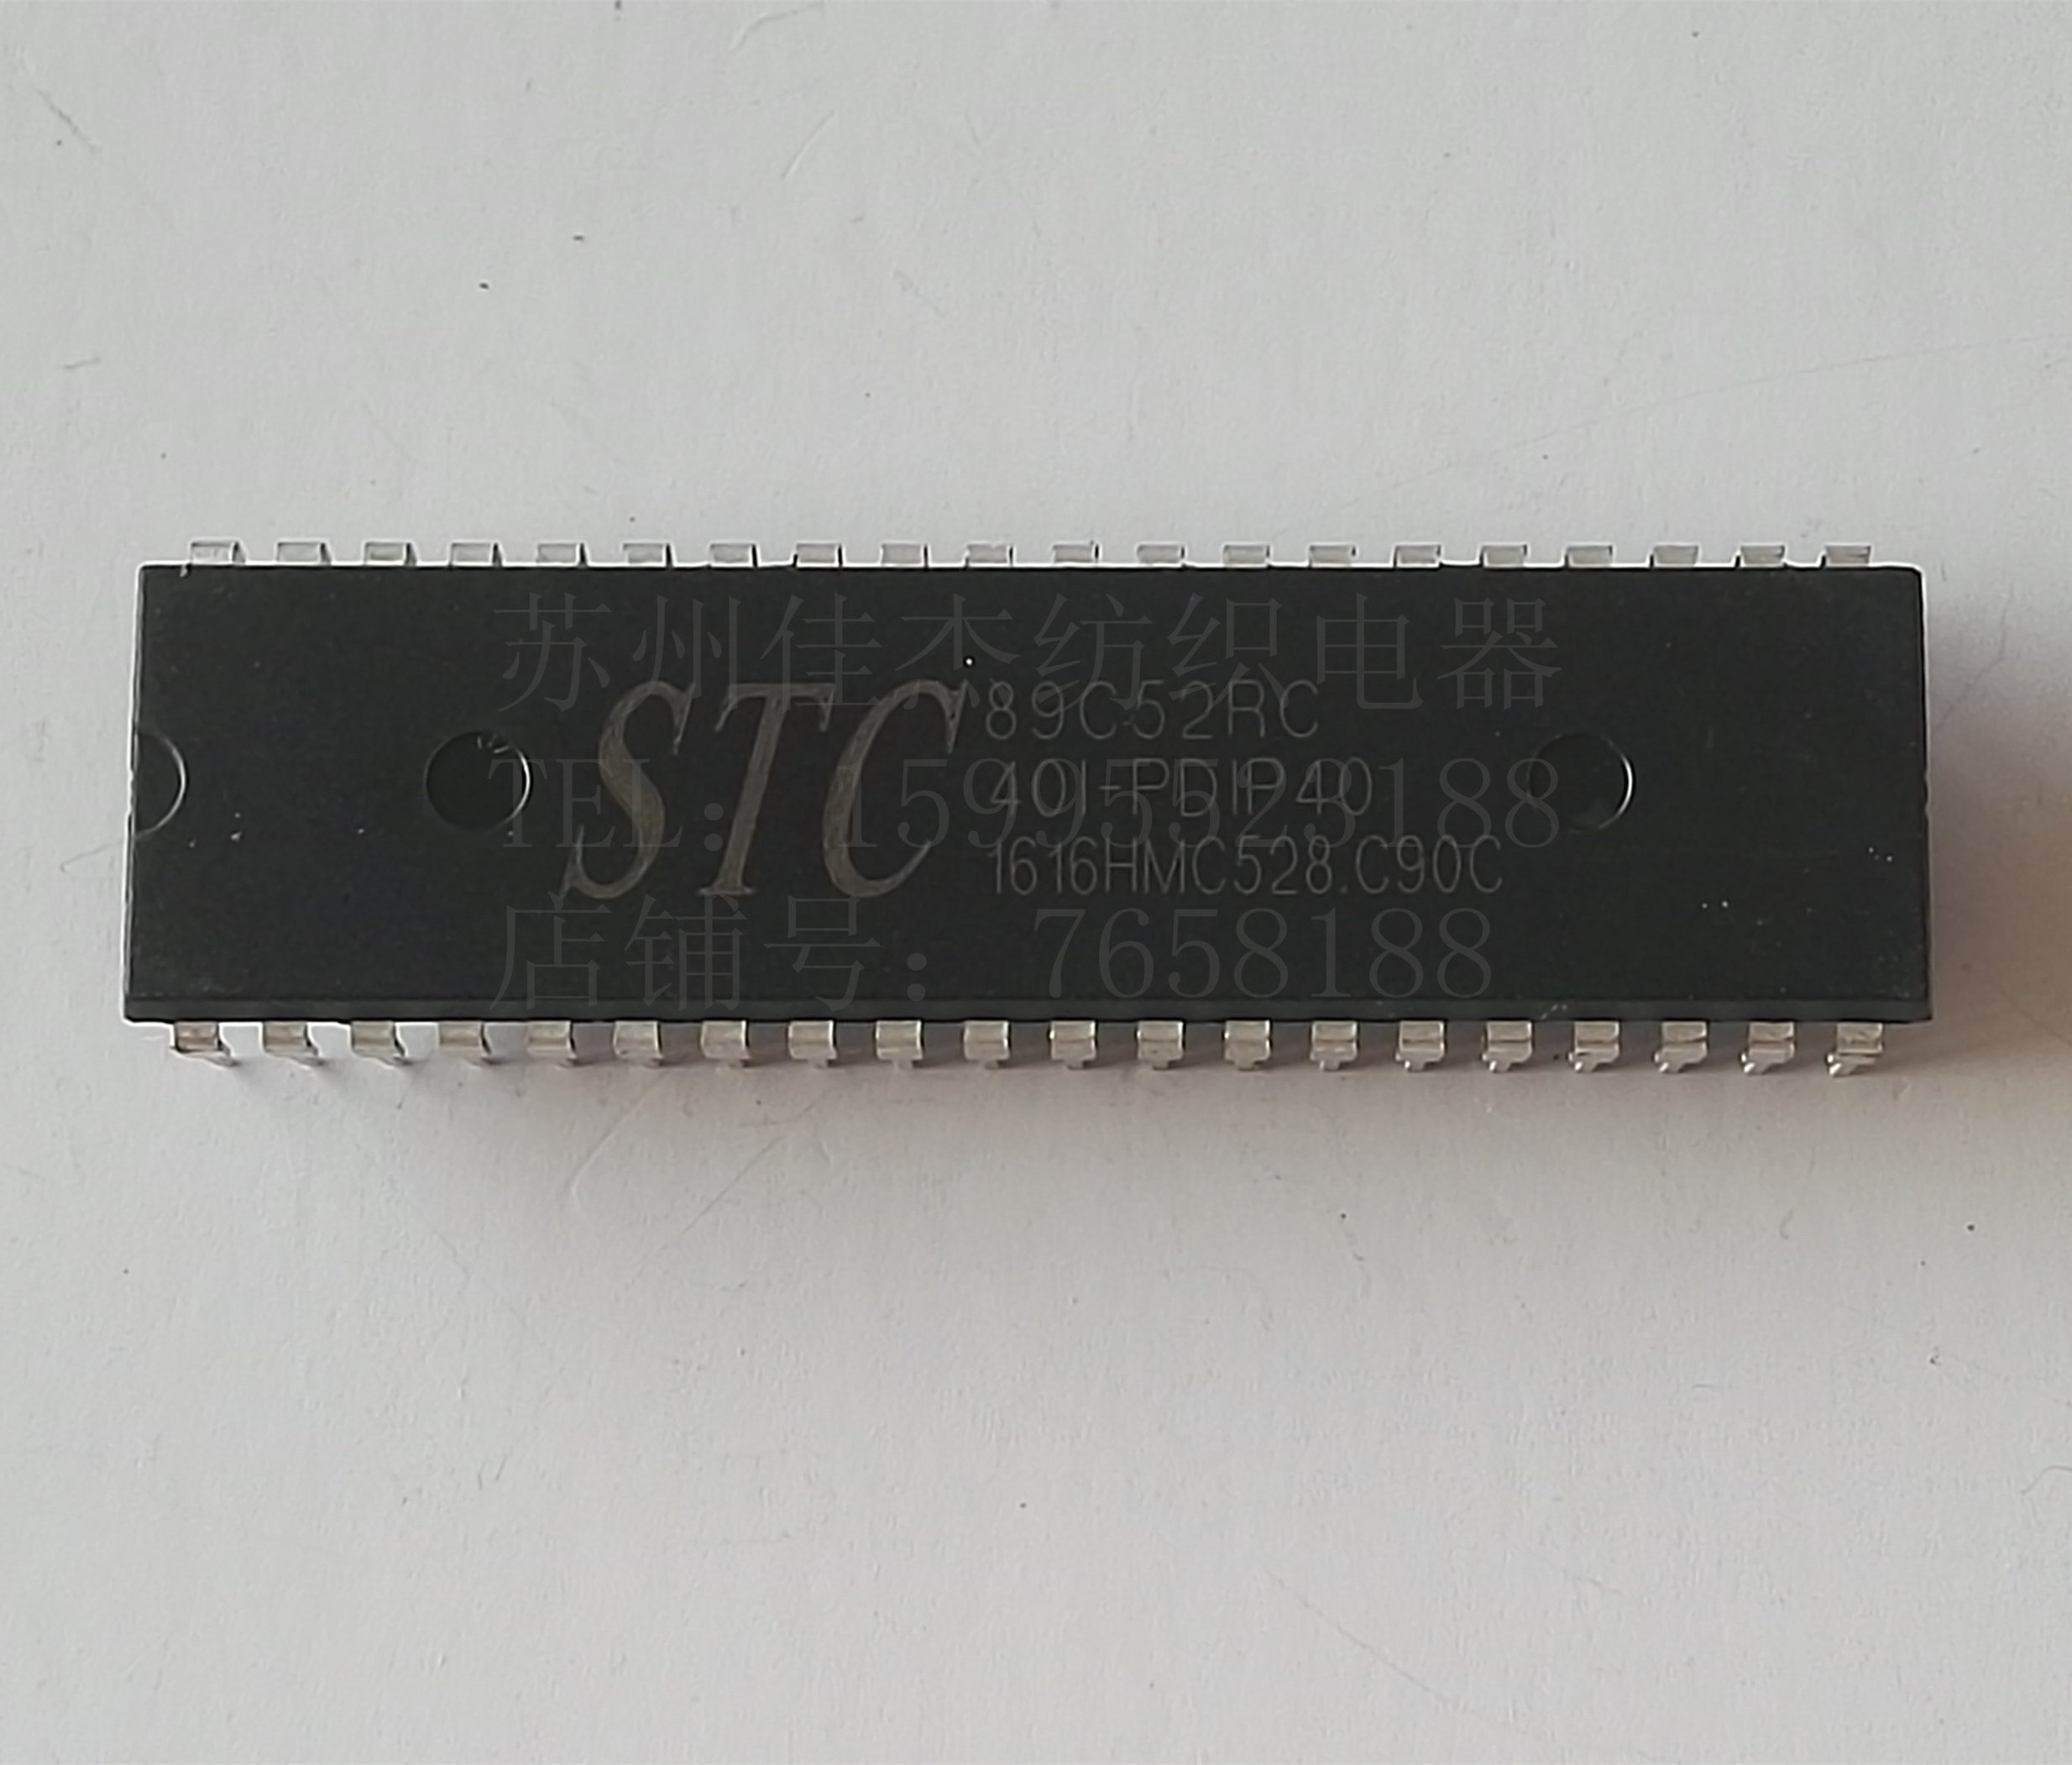 苏州佳杰纺织电器
STC 89C52RC
40I-PDIP40
TEL：15995523188
1616HMC528.C90C
店铺号：7658188